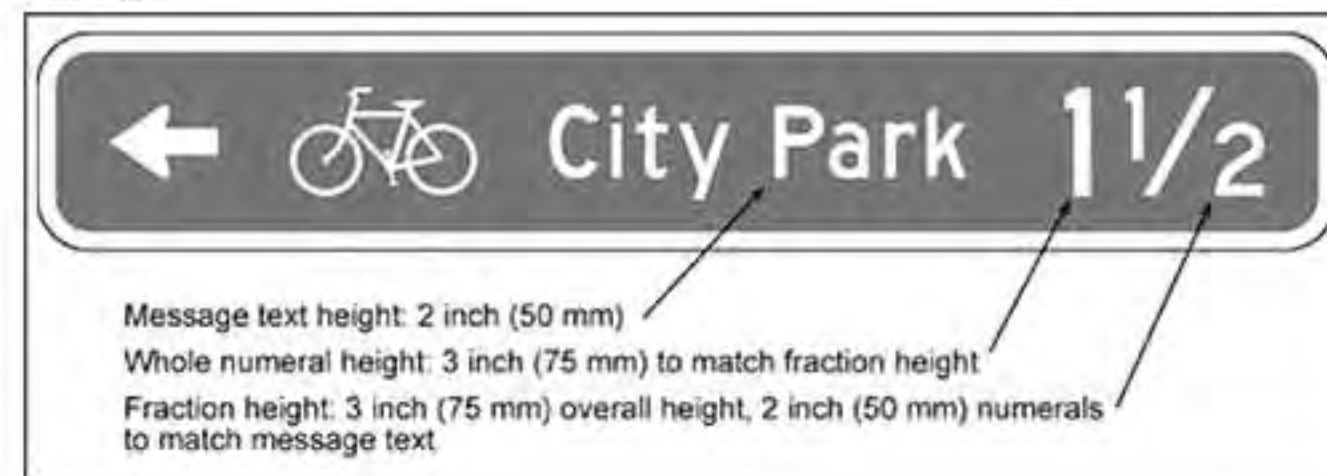 City Park 1 1/2
Message text height: 2 inch (50 mm)
Whole numeral height: 3 inch (75 mm) to match fraction height
Fraction height: 3 inch (75 mm) overall height, 2 inch (50 mm) numerals
to match message text